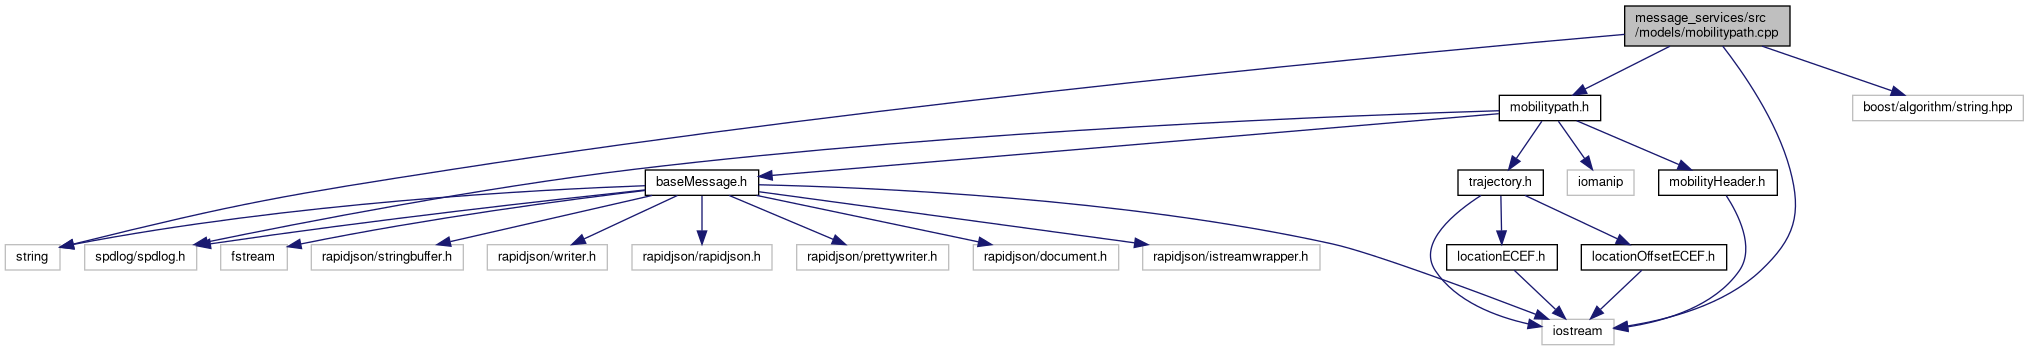 message_services/src
/models/mobilitypath.cpp
mobilitypath.h
boost/algorithm/string.hpp
baseMessage.h
trajectory.h
iomanip
mobilityHeader.h
string
spdlog/spdlog.h
fstream
rapidjson/stringbuffer.h
rapidjson/writer.h
rapidjson/rapidjson.h
rapidjson/prettywriter.h
rapidjson/document.h
rapidjson/istreamwrapper.h
locationECEF.h
locationOffsetECEF.h
iostream